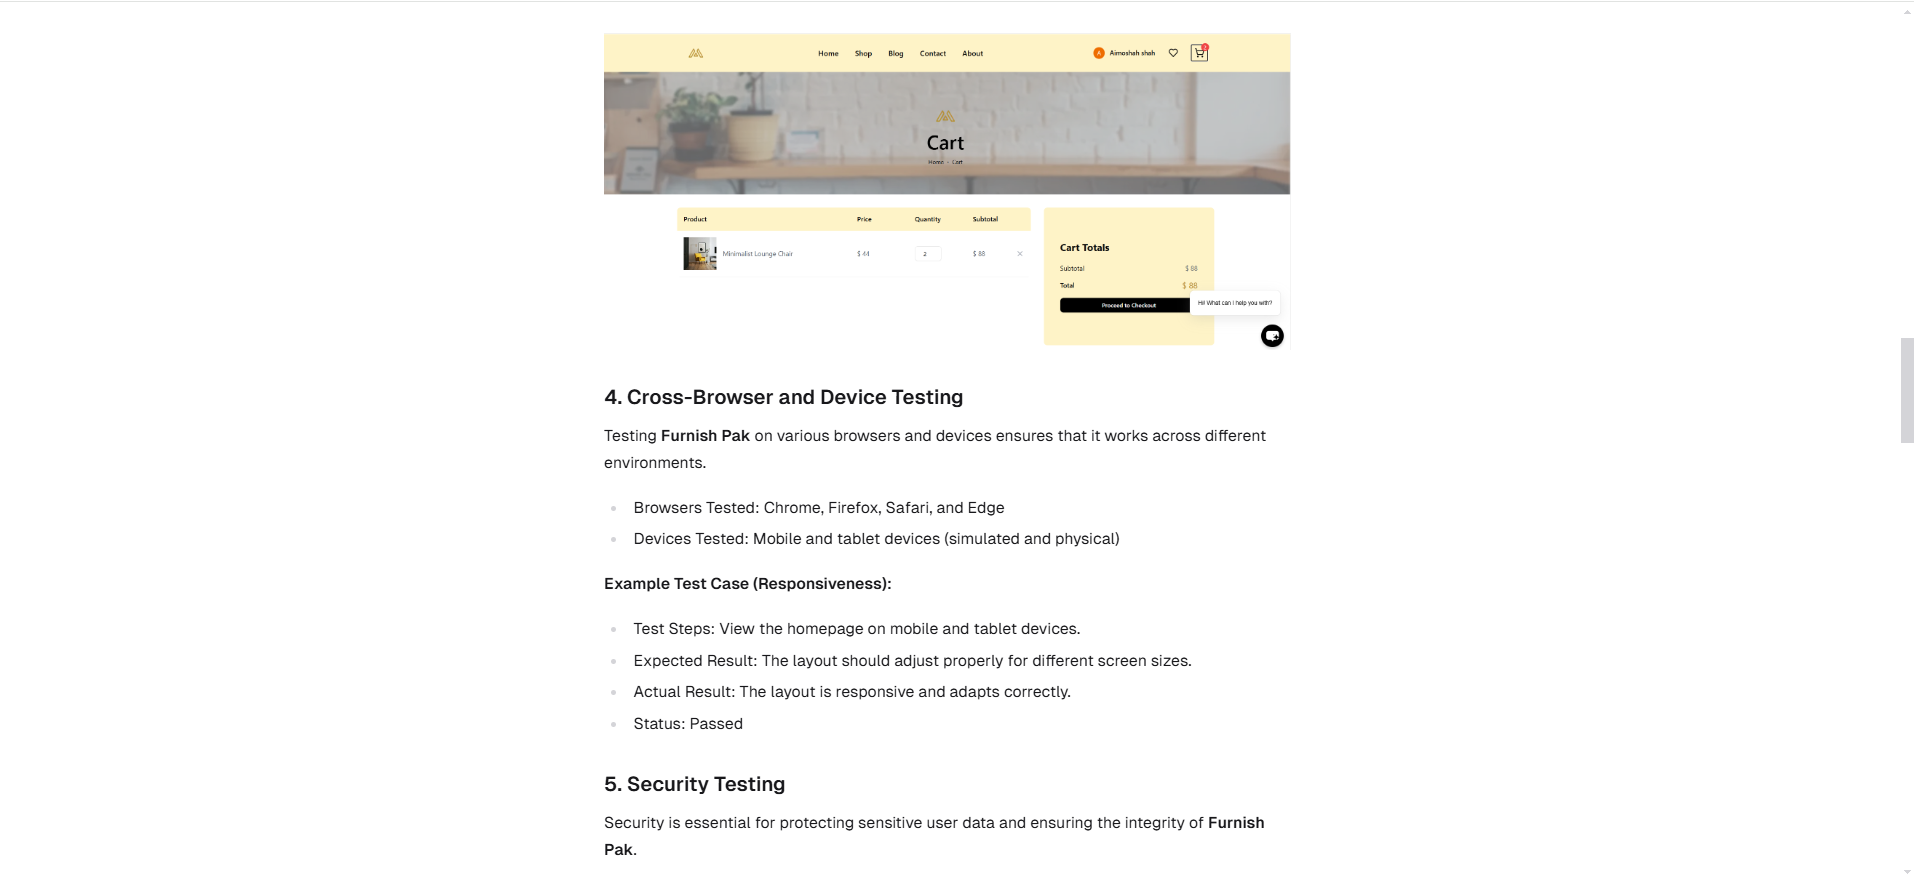 Home Shop Blog Contact About A Aimoshah shah 2
Cart
Home > Cart
Product Price Quantity Subtotal
Minimalist Lounge Chair $ 44 2 $ 88 ×
Cart Totals
Subtotal $ 88
Total $ 88
Proceed to Checkout
Hi! What can I help you with?
4. Cross-Browser and Device Testing
Testing Furnish Pak on various browsers and devices ensures that it works across different
environments.
Browsers Tested: Chrome, Firefox, Safari, and Edge
Devices Tested: Mobile and tablet devices (simulated and physical)
Example Test Case (Responsiveness):
Test Steps: View the homepage on mobile and tablet devices.
Expected Result: The layout should adjust properly for different screen sizes.
Actual Result: The layout is responsive and adapts correctly.
Status: Passed
5. Security Testing
Security is essential for protecting sensitive user data and ensuring the integrity of Furnish
Pak.